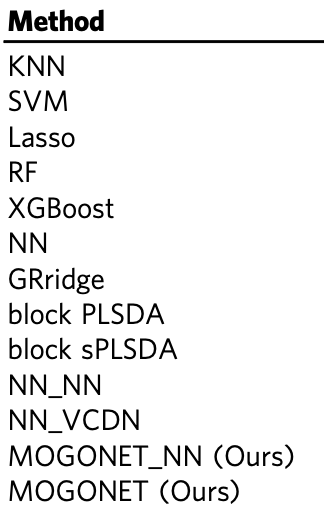 Method
KNN
SVM
Lasso
RF
XGBoost
NN
GRridge
block PLSDA
block sPLSDA
NN_NN
NN_VCDN
MOGONET_NN (Ours)
MOGONET (Ours)